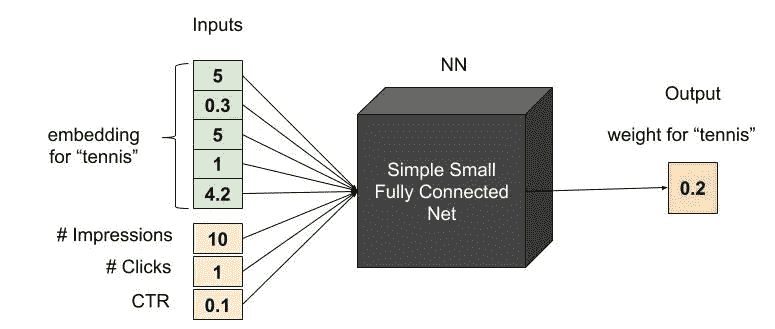 Inputs
NN
Output
embedding
for “tennis”
5
0.3
5
1
4.2
# Impressions
10
# Clicks
1
CTR
0.1
Simple Small
Fully Connected
Net
weight for “tennis”
0.2